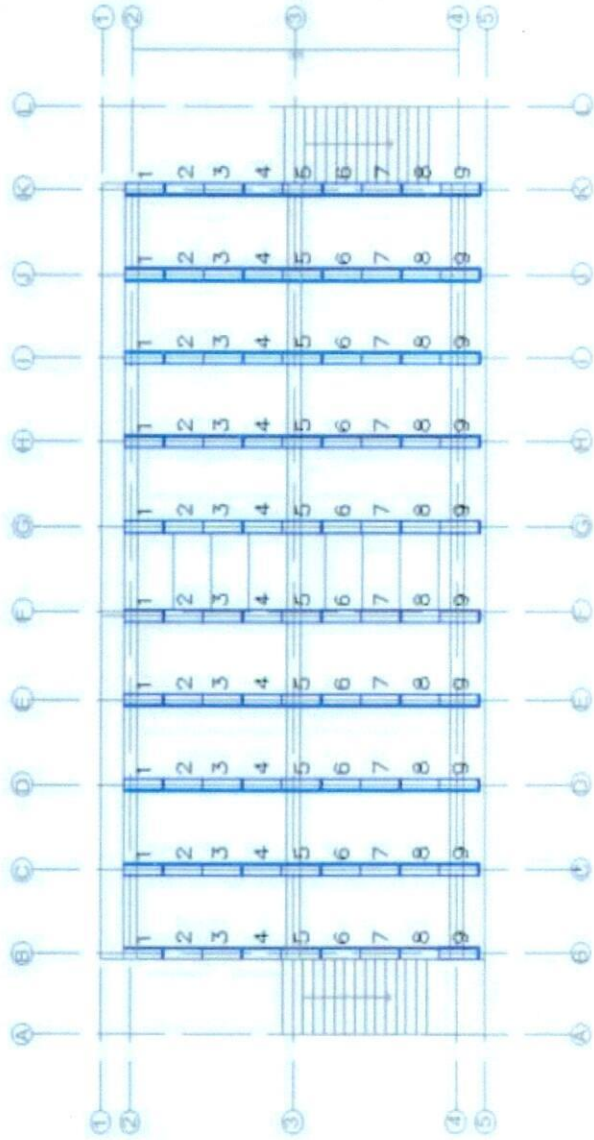 1 2 3 4 5
L L
K 1 2 3 4 5 6 7 8 9 K
J 1 2 3 4 5 6 7 8 9 J
I 1 2 3 4 5 6 7 8 9 I
H 1 2 3 4 5 6 7 8 9 H
G 1 2 3 4 5 6 7 8 9 G
F 1 2 3 4 5 6 7 8 9 F
E 1 2 3 4 5 6 7 8 9 E
D 1 2 3 4 5 6 7 8 9 D
C 1 2 3 4 5 6 7 8 9
B 1 2 3 4 5 6 7 8 9
A A
1 2 3 4 5